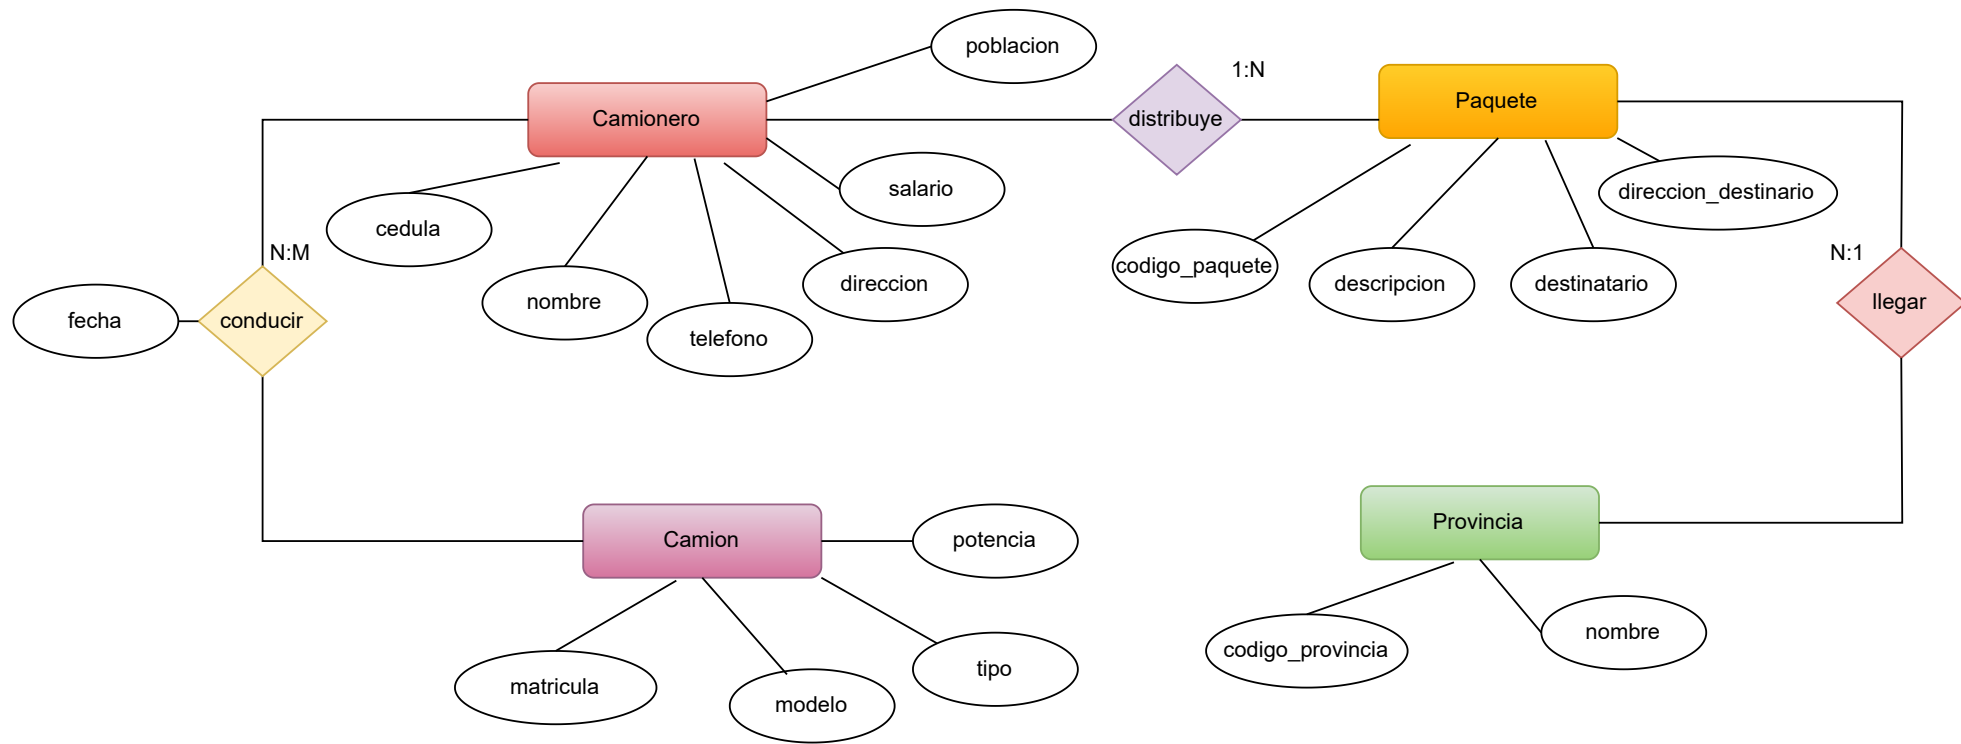 poblacion
1:N
Paquete
Camionero
distribuye
salario
direccion_destinario
cedula
N:M
N:1
codigo_paquete
direccion
descripcion
destinatario
nombre
llegar
fecha
conducir
telefono
Provincia
Camion
potencia
nombre
codigo_provincia
tipo
matricula
modelo